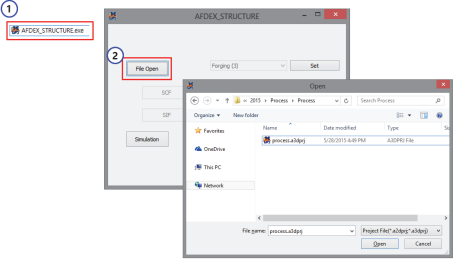 1
AFDEX_STRUCTURE.exe
AFDEX_STRUCTURE
2
File Open
Forging (3)
Set
SCF
SIF
Simulation
Open
« 2015 › Process › Process
Search Process
Organize
New folder
Favorites
OneDrive
This PC
Network
Name Date modified Type
process.a3dprj 5/28/2015 4:49 PM A3DPRJ File
File name: process.a3dprj
Project File(*.a2dprj;*.a3dprj)
Open Cancel